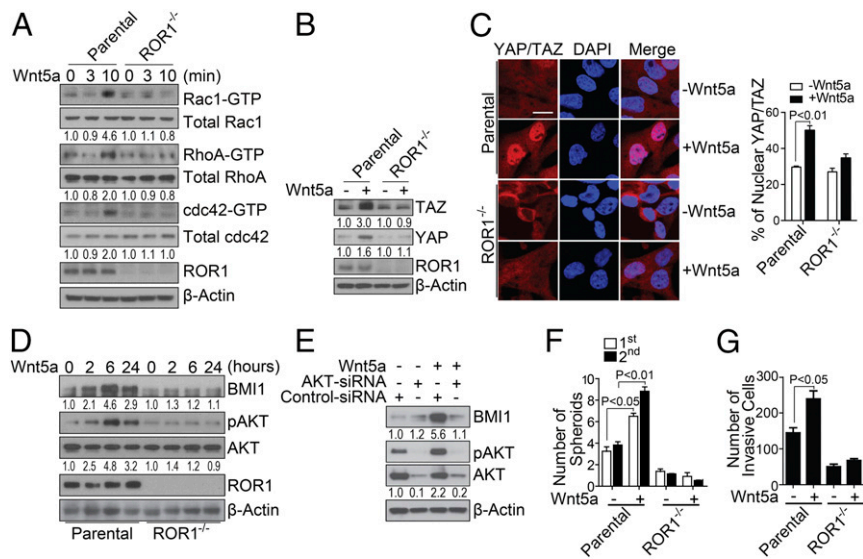 A
Parental ROR1-/-
Wnt5a 0 3 10 0 3 10 (min)
Rac1-GTP
Total Rac1
1.0 0.9 4.6 1.0 1.1 0.8
RhoA-GTP
Total RhoA
1.0 0.8 2.0 1.0 0.9 0.8
cdc42-GTP
Total cdc42
1.0 0.9 2.0 1.0 1.1 1.0
ROR1
β-Actin
B
Parental ROR1-/-
Wnt5a - + - +
TAZ
1.0 3.0 1.0 0.9
YAP
1.0 1.6 1.0 1.1
ROR1
β-Actin
C
YAP/TAZ DAPI Merge
Parental
-Wnt5a
+Wnt5a
ROR1-/-
-Wnt5a
+Wnt5a
-Wnt5a
+Wnt5a
P<0.01
% of Nuclear YAP/TAZ
60
40
20
0
Parental
ROR1-/-
D
Wnt5a 0 2 6 24 0 2 6 24 (hours)
BMI1
1.0 2.1 4.6 2.9 1.0 1.3 1.2 1.1
pAKT
AKT
1.0 2.5 4.8 3.2 1.0 1.4 1.2 0.9
ROR1
β-Actin
Parental ROR1-/-
E
Wnt5a - - + +
AKT-siRNA - + - +
Control-siRNA + - + -
BMI1
1.0 1.2 5.6 1.1
pAKT
AKT
1.0 0.1 2.2 0.2
β-Actin
F
1st
2nd
P<0.01
P<0.05
Number of
Spheroids
10
8
6
4
2
0
Wnt5a - + - +
Parental
ROR1-/-
G
P<0.05
Number of
Invasive Cells
300
200
100
0
Wnt5a - + - +
Parental
ROR1-/-